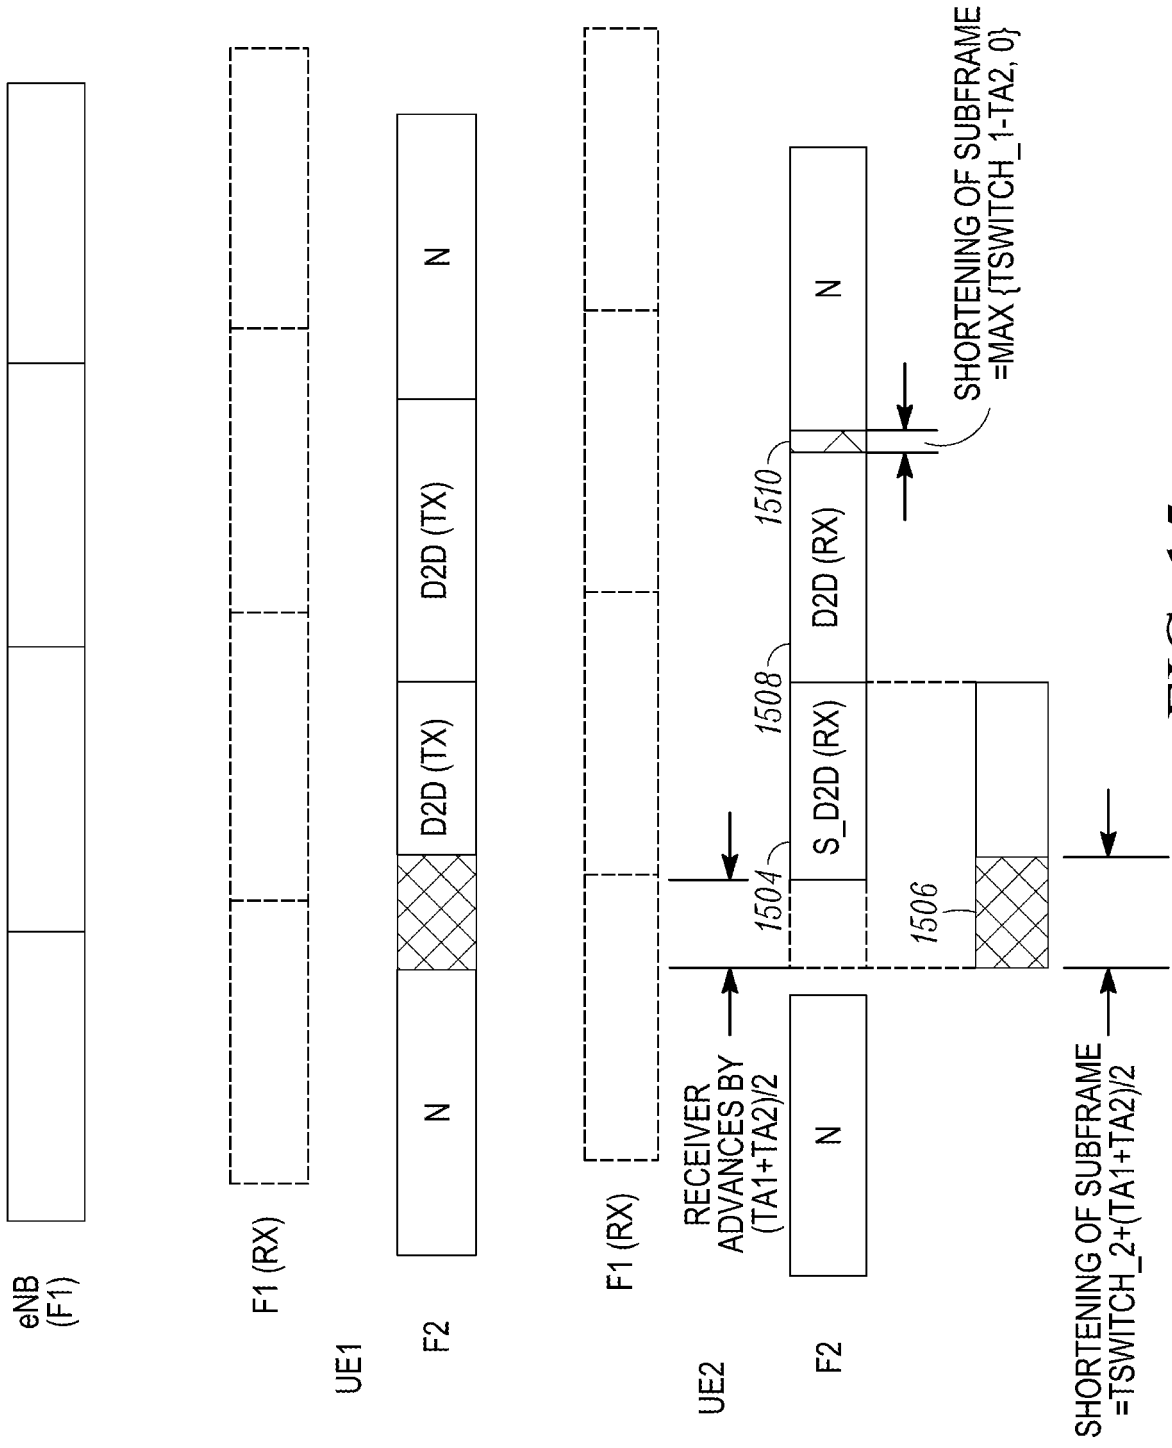 eNB
(F1)
F1 (RX)
UE1
F2
N
D2D (TX)
D2D (TX)
N
F1 (RX)
UE2
RECEIVER
ADVANCES BY
(TA1+TA2)/2
1504
1508
1510
F2
N
S_D2D (RX)
D2D (RX)
N
1506
SHORTENING OF SUBFRAME
=MAX {TSWITCH_1-TA2, 0}
SHORTENING OF SUBFRAME
=TSWITCH_2+(TA1+TA2)/2